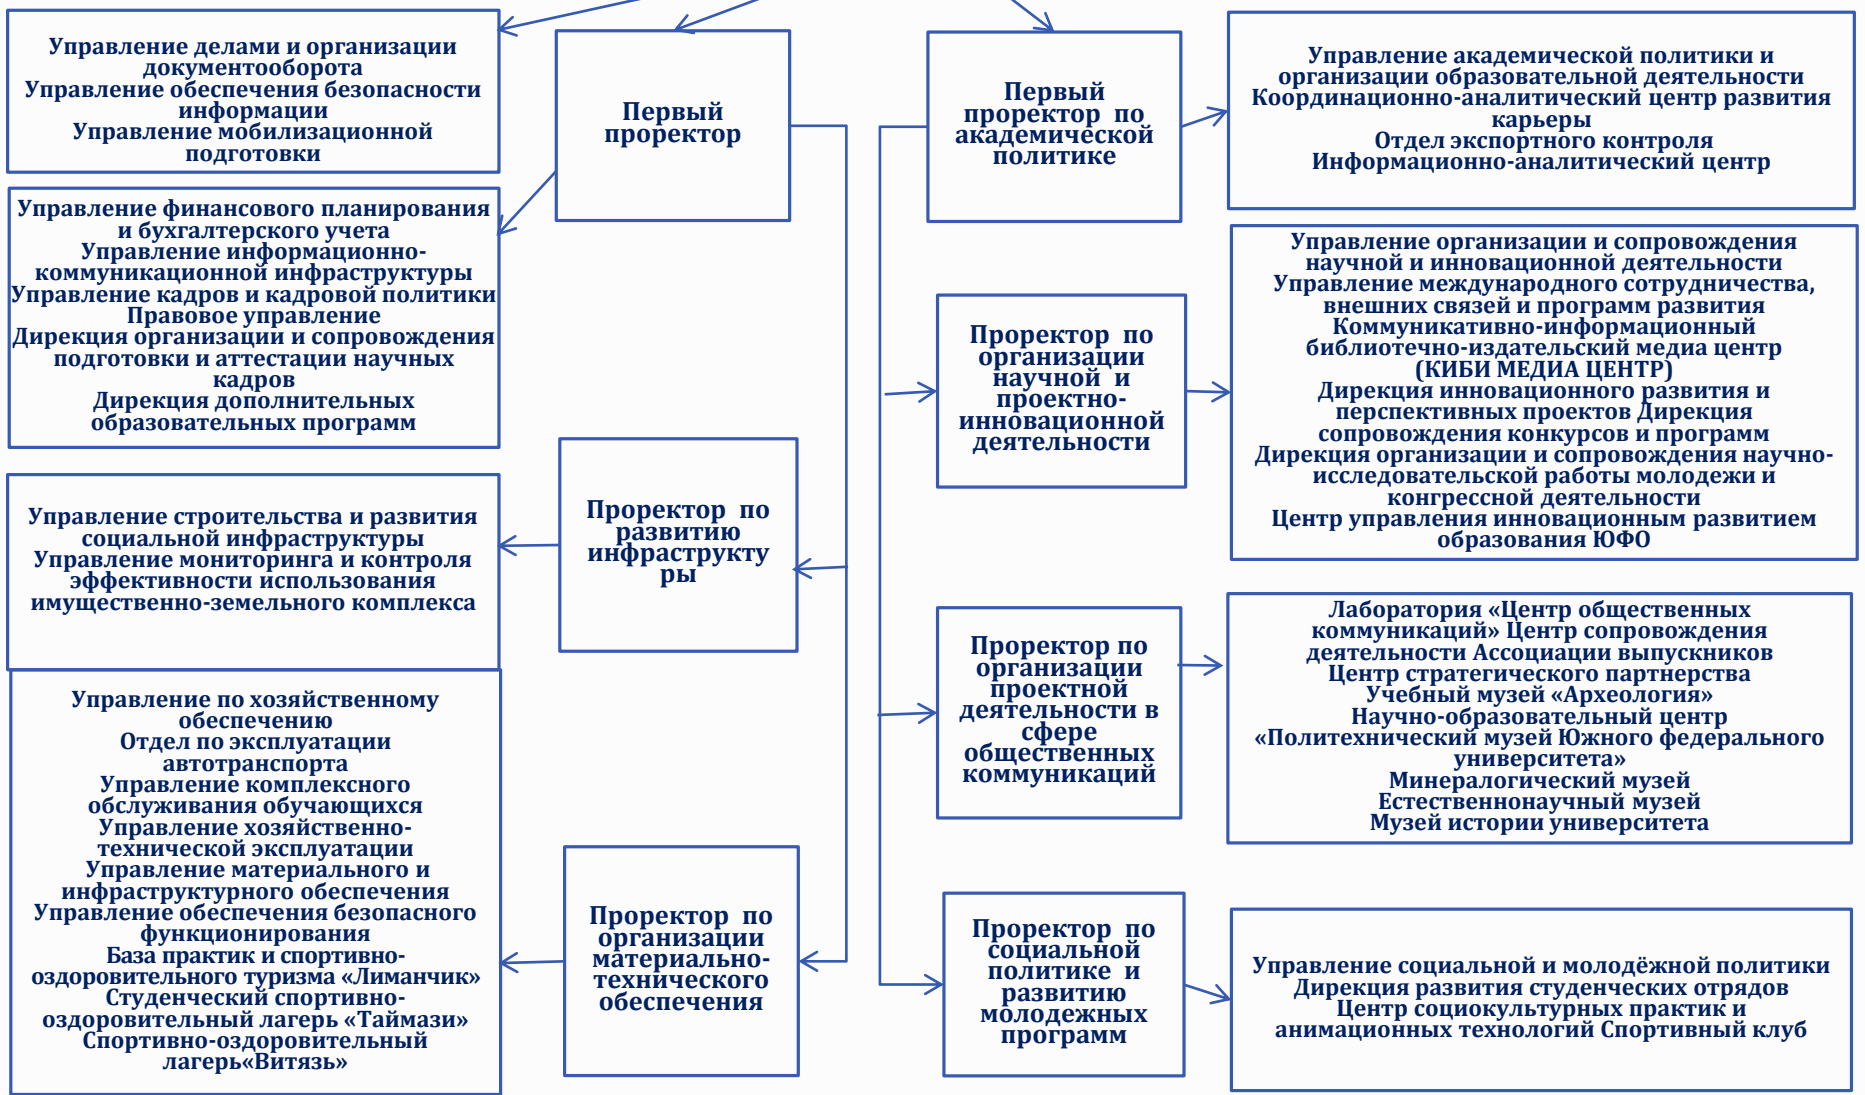 Управление делами и организации
документооборота
Управление обеспечения безопасности
информации
Управление мобилизационной
подготовки
Первый
проректор
Первый
проректор по
академической
политике
Управление академической политики и
организации образовательной деятельности
Координационно-аналитический центр развития
карьеры
Отдел экспортного контроля
Информационно-аналитический центр
Управление финансового планирования
и бухгалтерского учета
Управление информационно-
коммуникационной инфраструктуры
Управление кадров и кадровой политики
Правовое управление
Дирекция организации и сопровождения
подготовки и аттестации научных
кадров
Дирекция дополнительных
образовательных программ
Проректор по
организации
научной и
проектно-
инновационной
деятельности
Управление организации и сопровождения
научной и инновационной деятельности
Управление международного сотрудничества,
внешних связей и программ развития
Коммуникативно-информационный
библиотечно-издательский медиа центр
(КИБИ МЕДИА ЦЕНТР)
Дирекция инновационного развития и
перспективных проектов Дирекция
сопровождения конкурсов и программ
Дирекция организации и сопровождения научно-
исследовательской работы молодежи и
конгрессной деятельности
Центр управления инновационным развитием
образования ЮФО
Управление строительства и развития
социальной инфраструктуры
Управление мониторинга и контроля
эффективности использования
имущественно-земельного комплекса
Проректор по
развитию
инфраструкту
ры
Проректор по
организации
проектной
деятельности в
сфере
общественных
коммуникаций
Лаборатория «Центр общественных
коммуникаций» Центр сопровождения
деятельности Ассоциации выпускников
Центр стратегического партнерства
Учебный музей «Археология»
Научно-образовательный центр
«Политехнический музей Южного федерального
университета»
Минералогический музей
Естественнонаучный музей
Музей истории университета
Управление по хозяйственному
обеспечению
Отдел по эксплуатации
автотранспорта
Управление комплексного
обслуживания обучающихся
Управление хозяйственно-
технической эксплуатации
Управление материального и
инфраструктурного обеспечения
Управление обеспечения безопасного
функционирования
База практик и спортивно-
оздоровительного туризма «Лиманчик»
Студенческий спортивно-
оздоровительный лагерь «Таймази»
Спортивно-оздоровительный
лагерь«Витязь»
Проректор по
организации
материально-
технического
обеспечения
Проректор по
социальной
политике и
развитию
молодежных
программ
Управление социальной и молодёжной политики
Дирекция развития студенческих отрядов
Центр социокультурных практик и
анимационных технологий Спортивный клуб